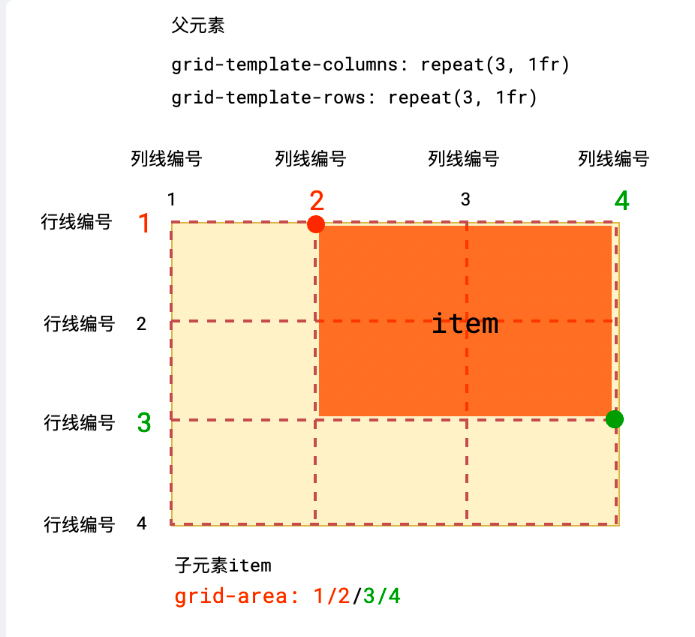 父元素
grid-template-columns: repeat(3, 1fr)
grid-template-rows: repeat(3, 1fr)
列线编号 列线编号 列线编号 列线编号
1 2 3 4
行线编号 1
行线编号 2 item
行线编号 3
行线编号 4
子元素item
grid-area: 1/2/3/4